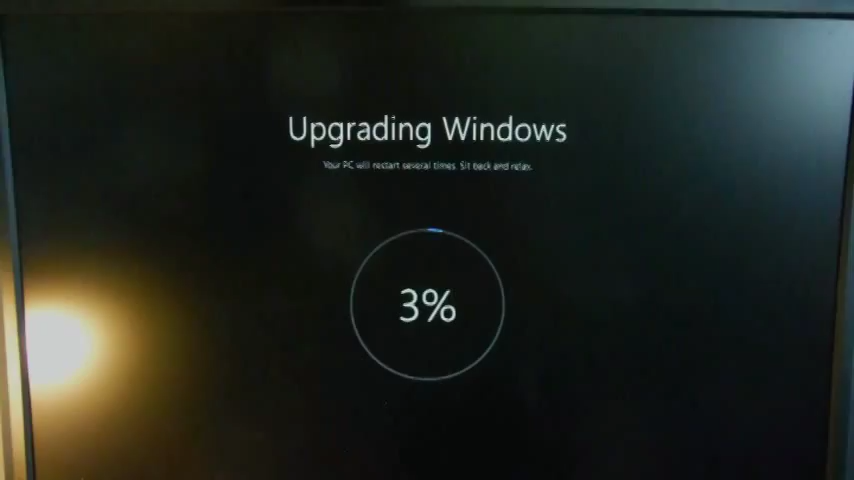 Upgrading Windows
Your PC will restart several times. Sit back and relax.
3%